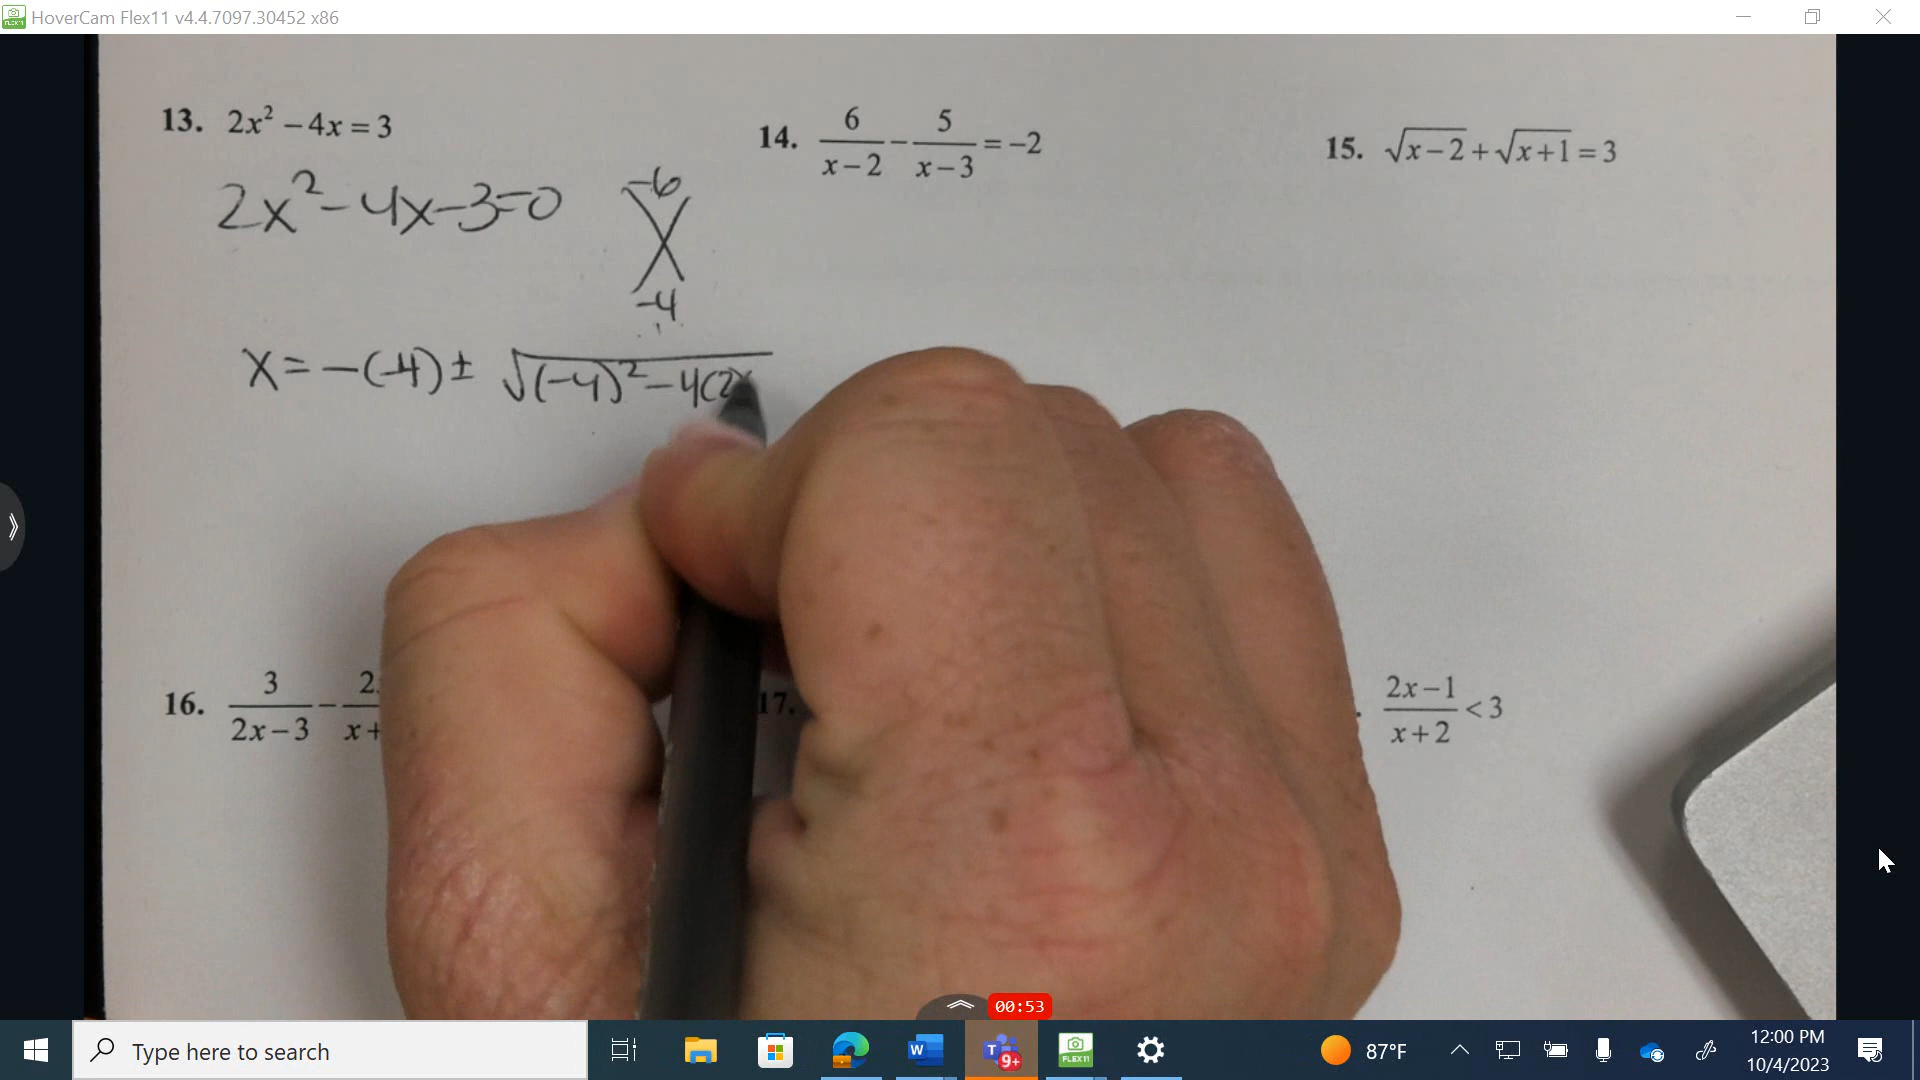 HoverCam Flex11 v4.4.7097.30452 x86
13. 2x² – 4x = 3
14. 6/(x – 2) – 5/(x – 3) = –2
15. √(x – 2) + √(x + 1) = 3
2x² – 4x – 3 = 0
–6
–4
x = –(–4) ± √((–4)² – 4(2)
16. 3/(2x – 3) – 2
x +
17.
(2x – 1)/(x + 2) < 3
00:53
Type here to search
W
T
9+
FLEX11
87°F
12:00 PM
10/4/2023